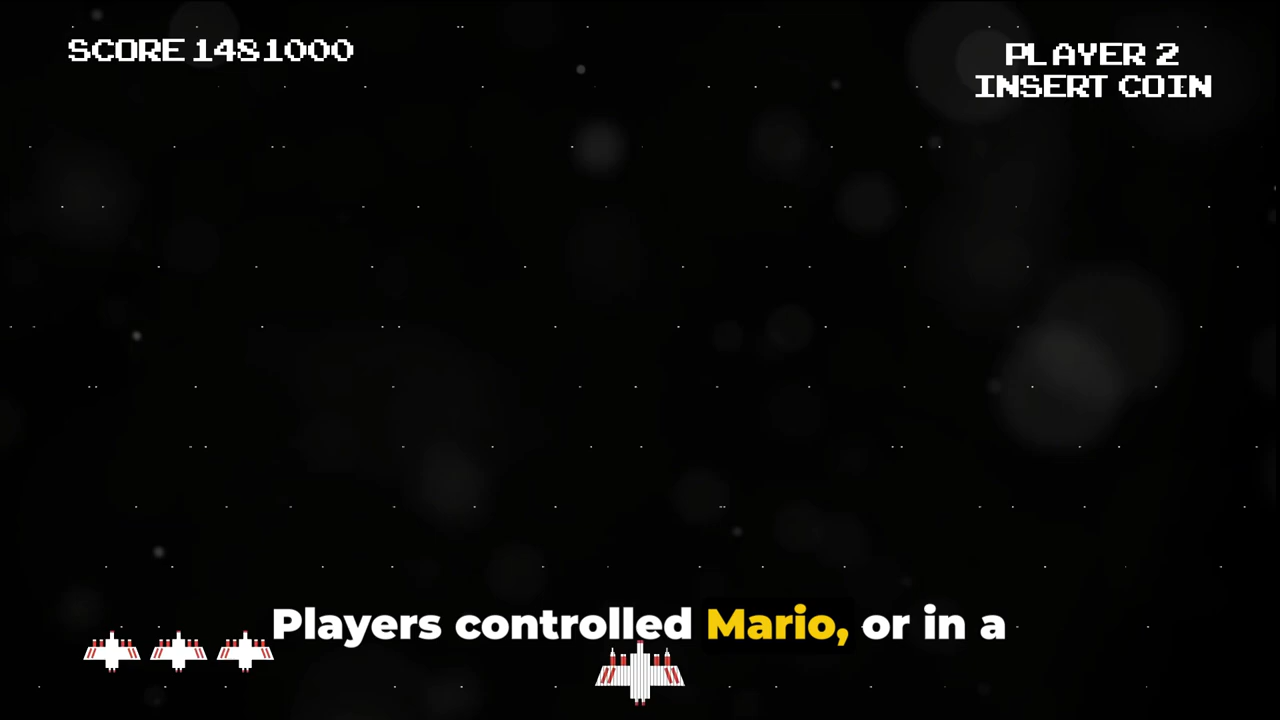 SCORE 1481000
PLAYER 2
INSERT COIN
Players controlled Mario, or in a